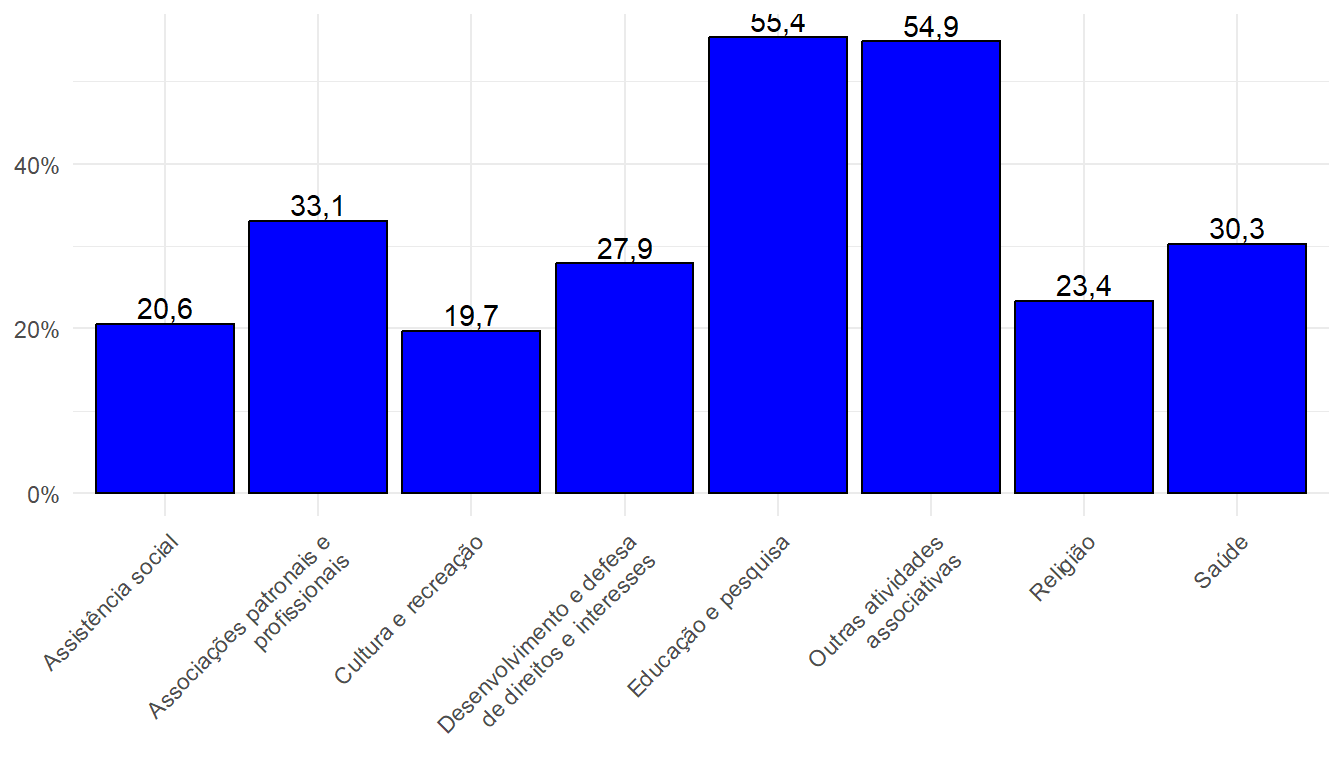 55,4
54,9
40%
33,1
30,3
27,9
23,4
20,6
19,7
20%
0%
Assistência social
Associações patronais e
profissionais
Cultura e recreação
Desenvolvimento e defesa
de direitos e interesses
Educação e pesquisa
Outras atividades
associativas
Religião
Saúde